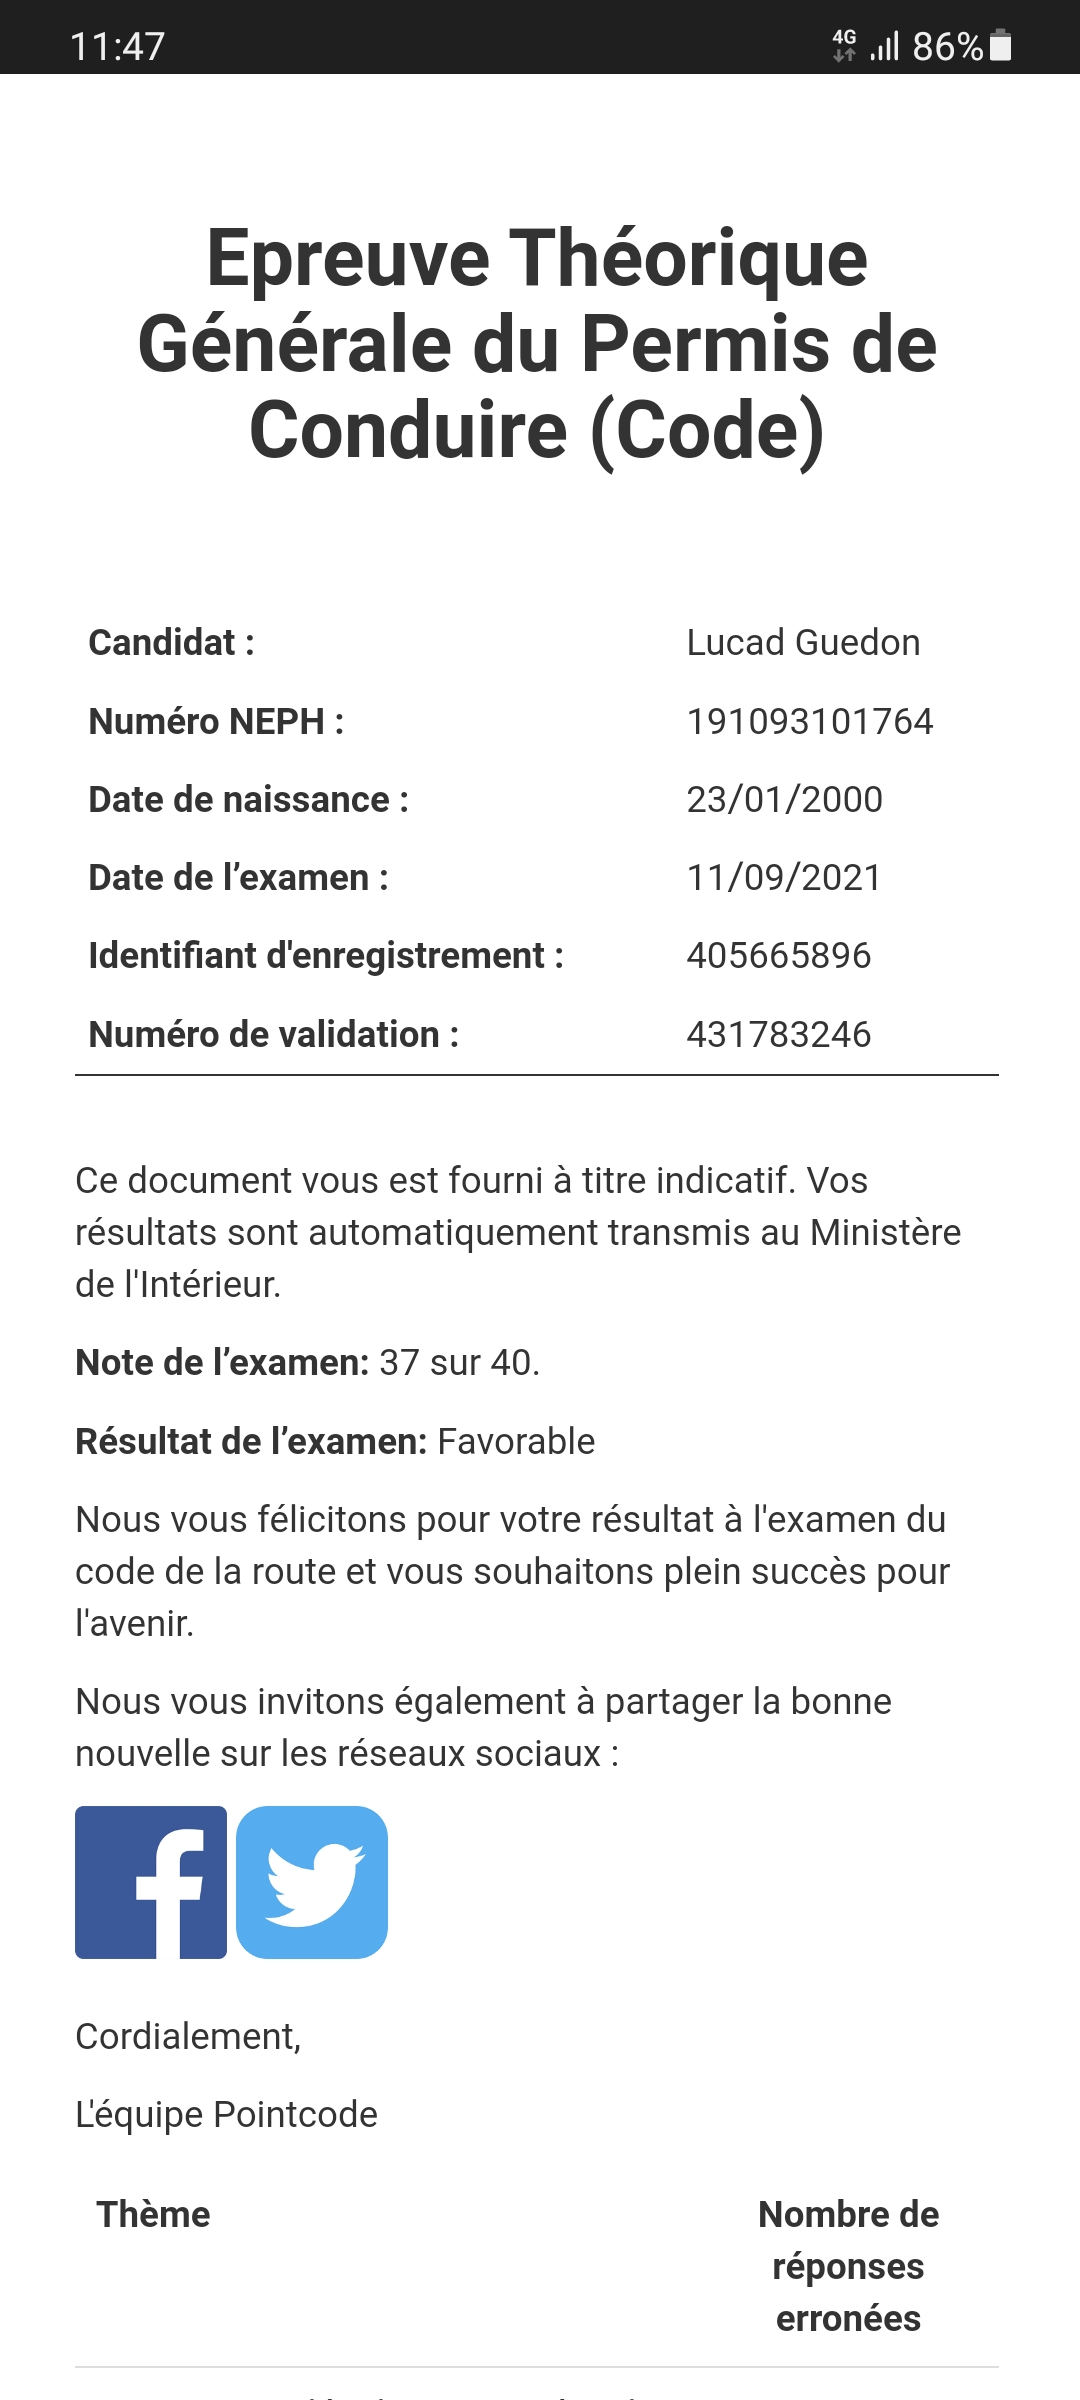 11:47
4G
86%
Epreuve Théorique
Générale du Permis de
Conduire (Code)
Candidat : Lucad Guedon
Numéro NEPH : 191093101764
Date de naissance : 23/01/2000
Date de l’examen : 11/09/2021
Identifiant d'enregistrement : 405665896
Numéro de validation : 431783246
Ce document vous est fourni à titre indicatif. Vos
résultats sont automatiquement transmis au Ministère
de l'Intérieur.
Note de l’examen: 37 sur 40.
Résultat de l’examen: Favorable
Nous vous félicitons pour votre résultat à l'examen du
code de la route et vous souhaitons plein succès pour
l'avenir.
Nous vous invitons également à partager la bonne
nouvelle sur les réseaux sociaux :
Cordialement,
L'équipe Pointcode
Thème
Nombre de
réponses
erronées